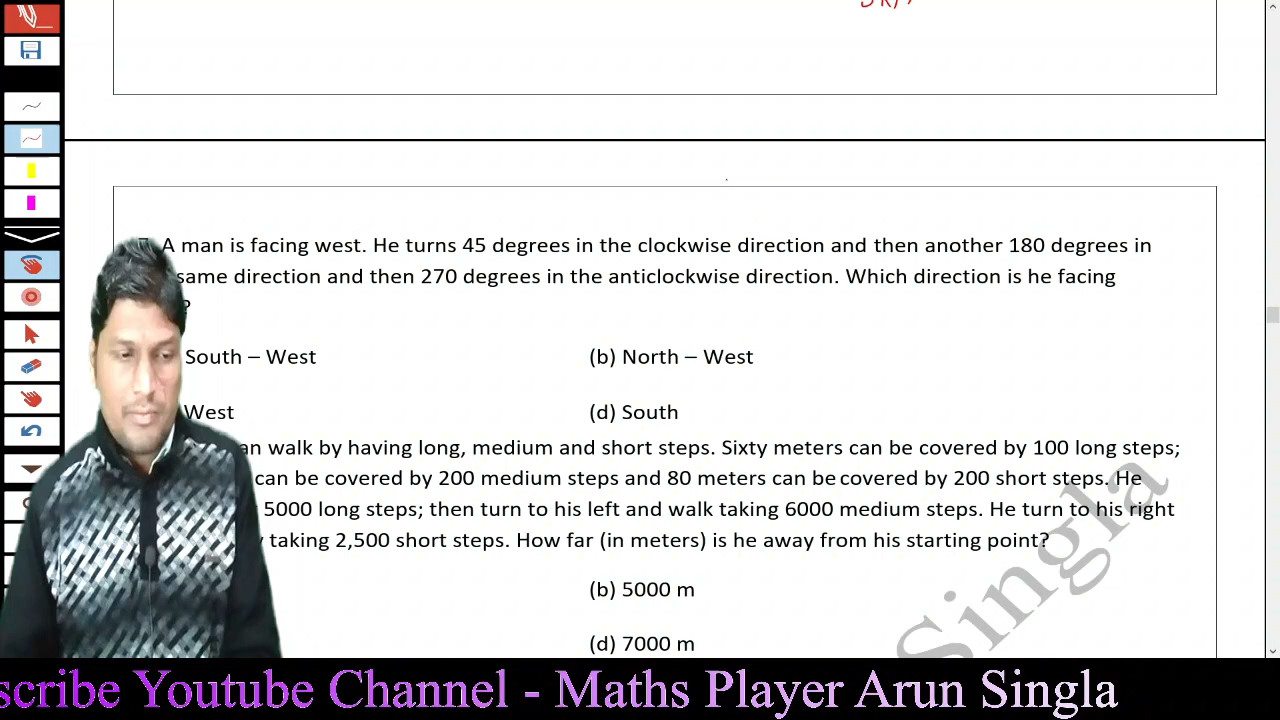 A man is facing west. He turns 45 degrees in the clockwise direction and then another 180 degrees in
same direction and then 270 degrees in the anticlockwise direction. Which direction is he facing
?
South – West (b) North – West
West (d) South
walk by having long, medium and short steps. Sixty meters can be covered by 100 long steps;
can be covered by 200 medium steps and 80 meters can be covered by 200 short steps. He
5000 long steps; then turn to his left and walk taking 6000 medium steps. He turn to his right
taking 2,500 short steps. How far (in meters) is he away from his starting point?
(b) 5000 m
(d) 7000 m
Singla
scribe Youtube Channel - Maths Player Arun Singla